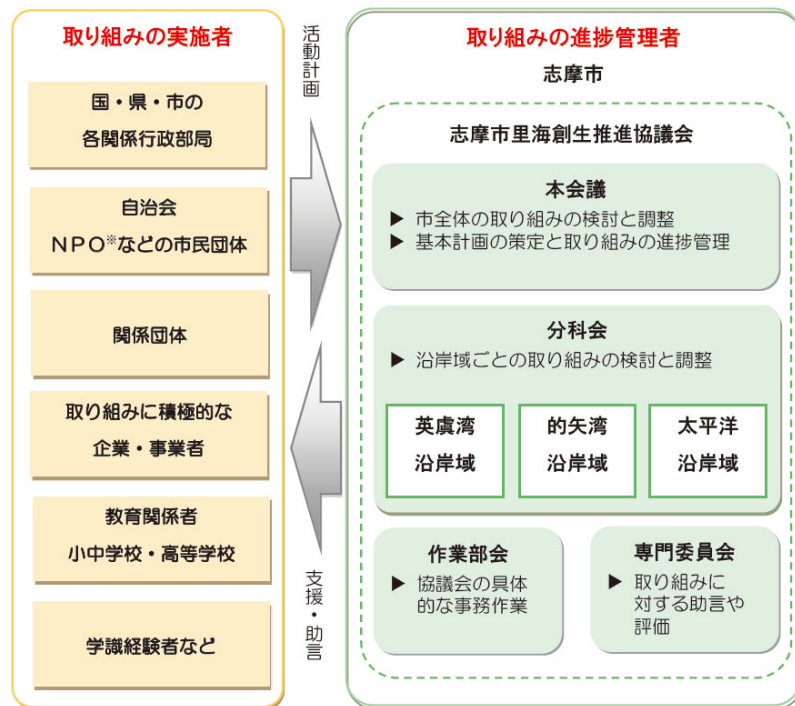 取り組みの実施者
国・県・市の
各関係行政部局
自治会
NPO※などの市民団体
関係団体
取り組みに積極的な
企業・事業者
教育関係者
小中学校・高等学校
学識経験者など
活動計画
支援・助言
取り組みの進捗管理者
志摩市
志摩市里海創生推進協議会
本会議
▶ 市全体の取り組みの検討と調整
▶ 基本計画の策定と取り組みの進捗管理
分科会
▶ 沿岸域ごとの取り組みの検討と調整
英虞湾
沿岸域
的矢湾
沿岸域
太平洋
沿岸域
作業部会
▶ 協議会の具体
的な事務作業
専門委員会
▶ 取り組みに
対する助言や
評価